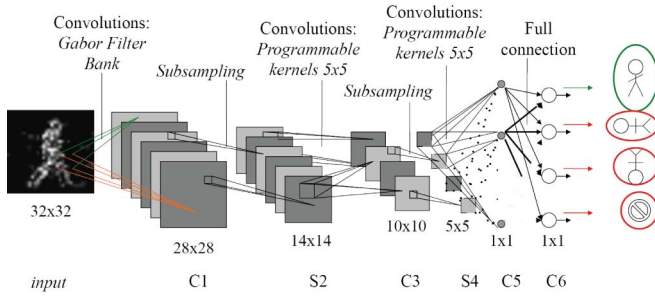 Convolutions:
Gabor Filter
Bank
Subsampling
Convolutions:
Programmable
kernels 5x5
Subsampling
Convolutions:
Programmable
kernels 5x5
Full
connection
32x32
28x28
14x14
10x10
5x5
1x1
1x1
input
C1
S2
C3
S4
C5
C6